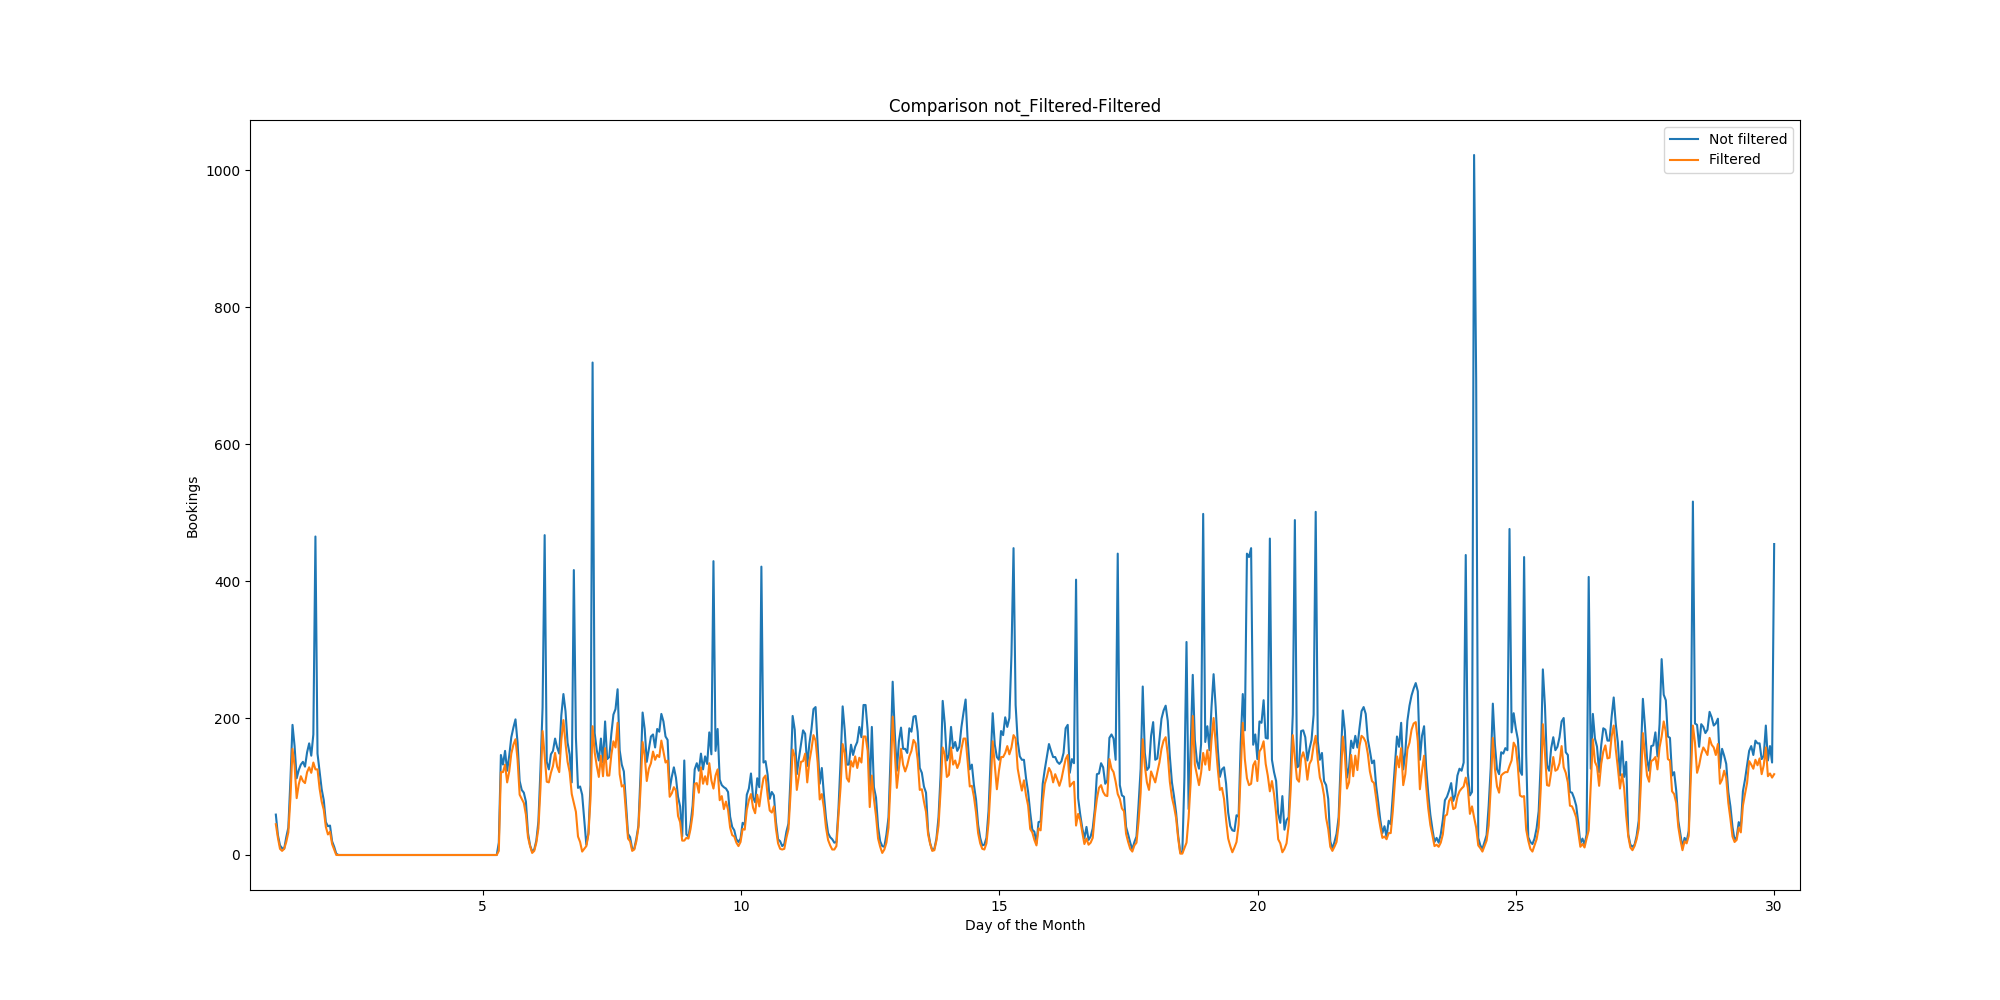 Comparison not_Filtered-Filtered
Not filtered
Filtered
1000
800
600
400
200
0
Bookings
5 10 15 20 25 30
Day of the Month